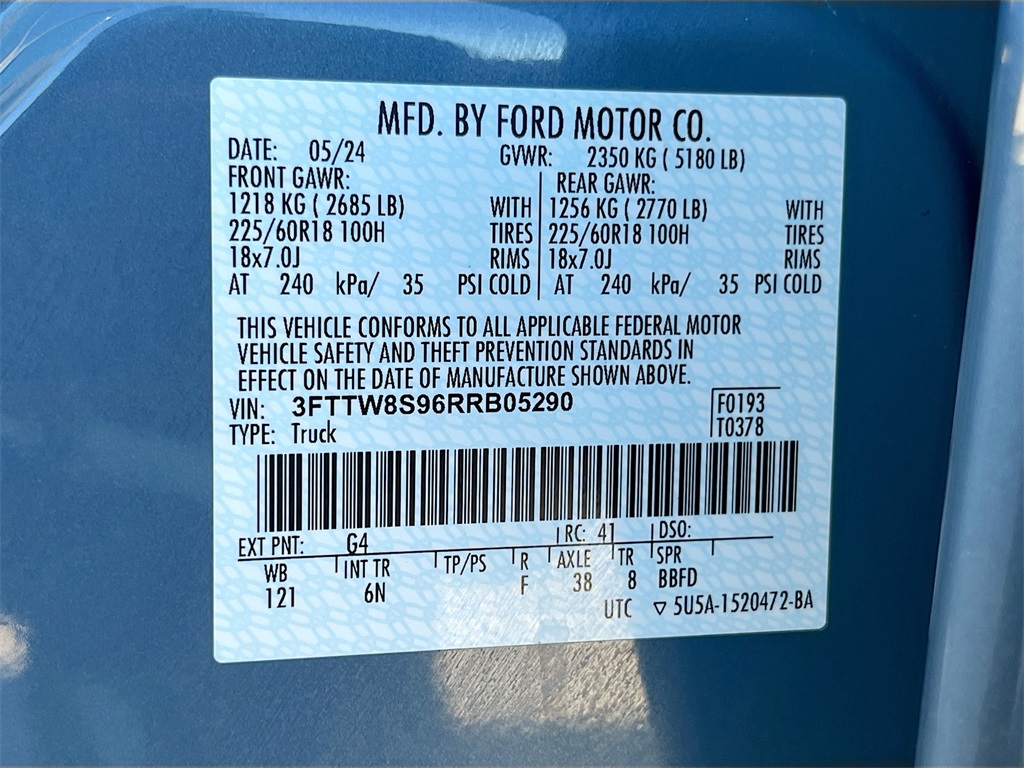 MFD. BY FORD MOTOR CO.
DATE: 05/24 GVWR: 2350 KG ( 5180 LB)
FRONT GAWR: REAR GAWR:
1218 KG ( 2685 LB) WITH 1256 KG ( 2770 LB) WITH
225/60R18 100H TIRES 225/60R18 100H TIRES
18x7.0J RIMS 18x7.0J RIMS
AT 240 kPa/ 35 PSI COLD AT 240 kPa/ 35 PSI COLD
THIS VEHICLE CONFORMS TO ALL APPLICABLE FEDERAL MOTOR
VEHICLE SAFETY AND THEFT PREVENTION STANDARDS IN
EFFECT ON THE DATE OF MANUFACTURE SHOWN ABOVE.
VIN: 3FTTW8S96RRB05290 F0193
TYPE: Truck T0378
EXT PNT: G4 RC: 41 DSO:
WB INT TR TP/PS R AXLE TR SPR
121 6N F 38 8 BBFD
UTC ▽ 5U5A-1520472-BA